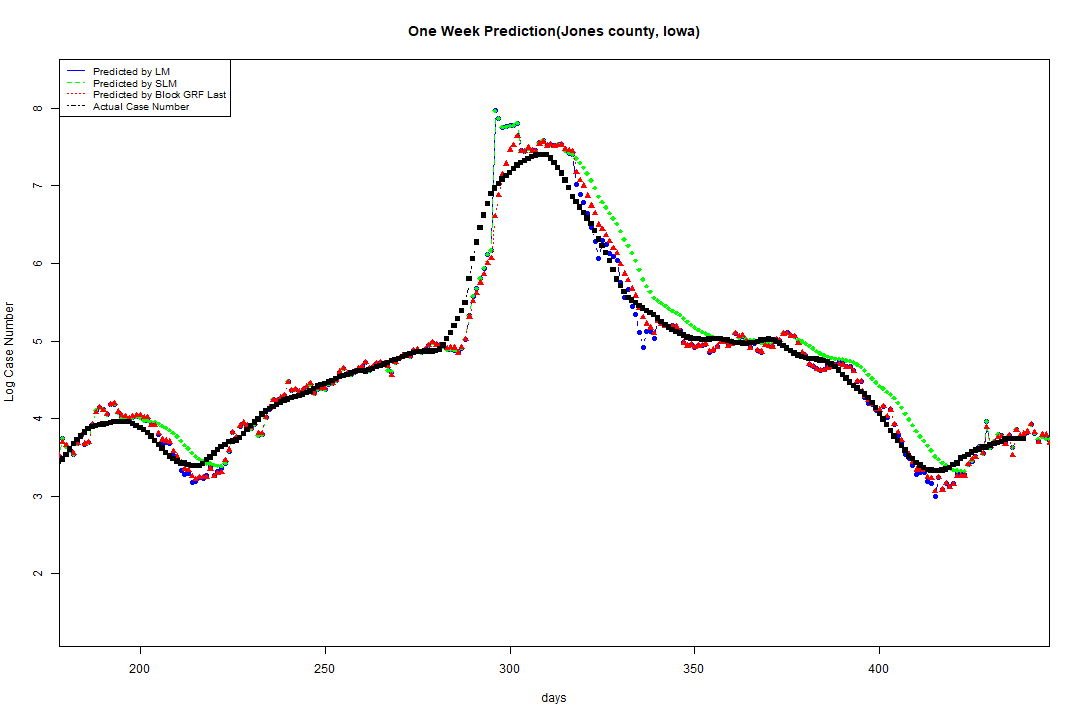 One Week Prediction(Jones county, Iowa)
Predicted by LM
Predicted by SLM
Predicted by Block GRF Last
Actual Case Number
8
7
6
5
4
3
2
Log Case Number
200 250 300 350 400
days